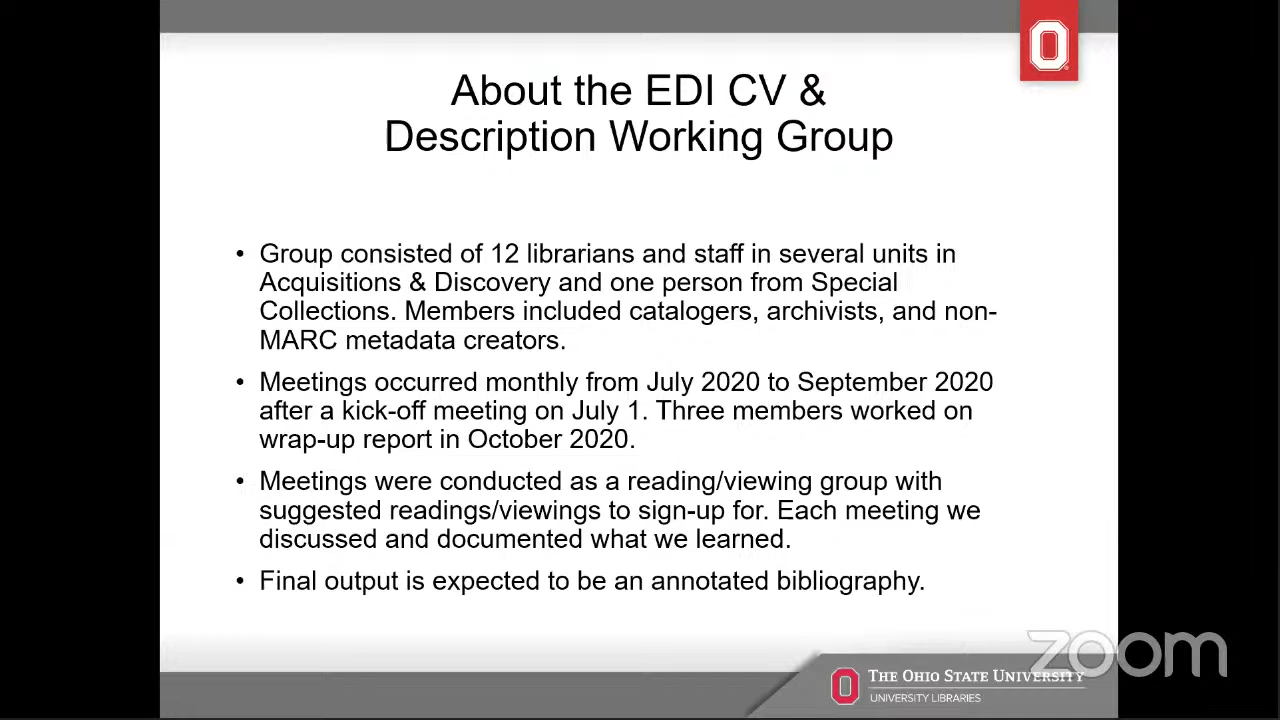 About the EDI CV &
Description Working Group
• Group consisted of 12 librarians and staff in several units in
Acquisitions & Discovery and one person from Special
Collections. Members included catalogers, archivists, and non-
MARC metadata creators.
• Meetings occurred monthly from July 2020 to September 2020
after a kick-off meeting on July 1. Three members worked on
wrap-up report in October 2020.
• Meetings were conducted as a reading/viewing group with
suggested readings/viewings to sign-up for. Each meeting we
discussed and documented what we learned.
• Final output is expected to be an annotated bibliography.
zoom
THE OHIO STATE UNIVERSITY
UNIVERSITY LIBRARIES